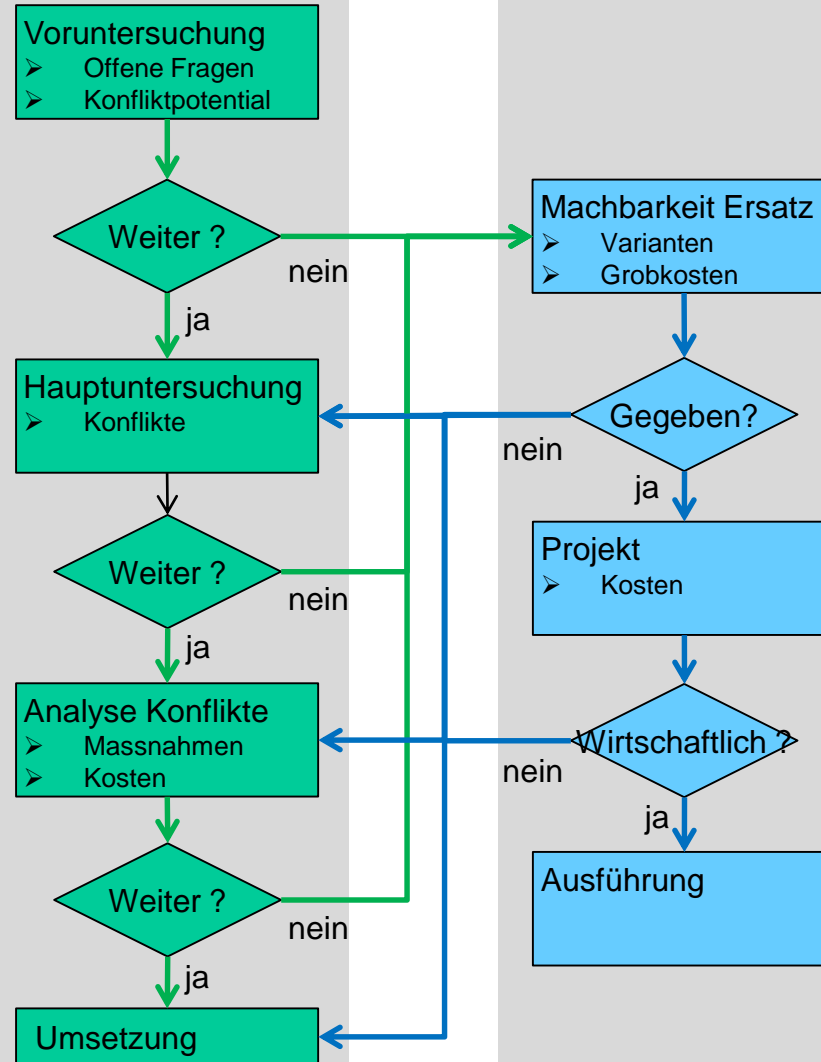 Voruntersuchung
➢ Offene Fragen
➢ Konfliktpotential
Weiter ?
nein
ja
Hauptuntersuchung
➢ Konflikte
Weiter ?
nein
ja
Analyse Konflikte
➢ Massnahmen
➢ Kosten
Weiter ?
nein
ja
Umsetzung
Machbarkeit Ersatz
➢ Varianten
➢ Grobkosten
Gegeben?
nein
ja
Projekt
➢ Kosten
Wirtschaftlich ?
nein
ja
Ausführung